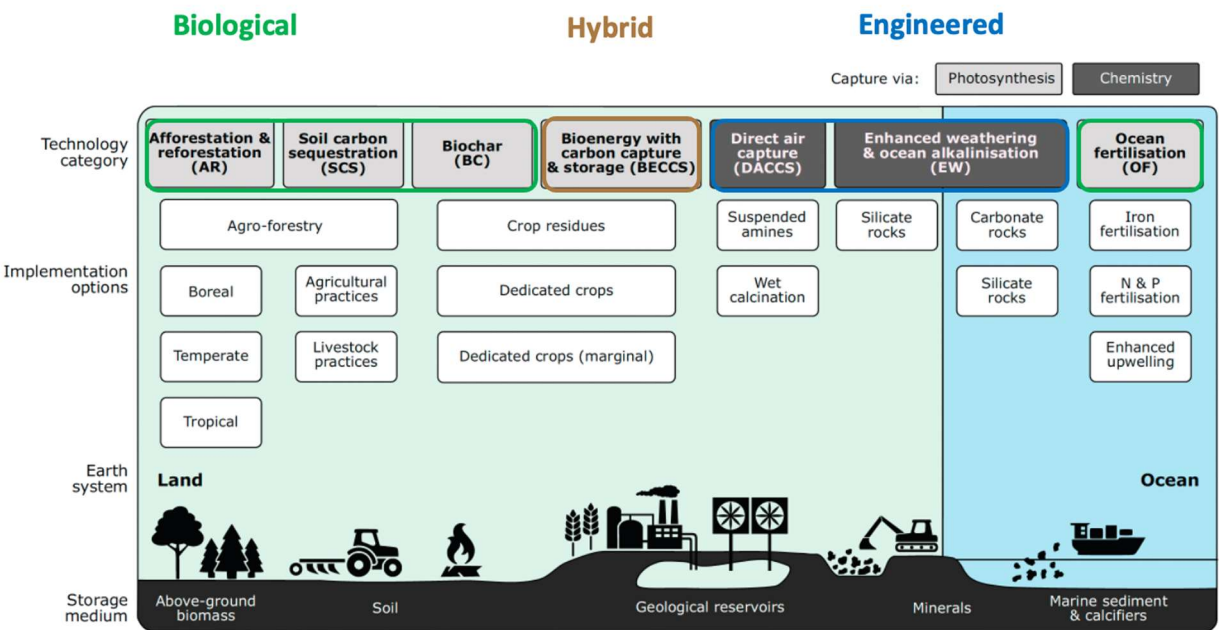 Biological
Hybrid
Engineered
Capture via:
Photosynthesis
Chemistry
Technology
category
Afforestation &
reforestation
(AR)
Soil carbon
sequestration
(SCS)
Biochar
(BC)
Bioenergy with
carbon capture
& storage (BECCS)
Direct air
capture
(DACCS)
Enhanced weathering
& ocean alkalinisation
(EW)
Ocean
fertilisation
(OF)
Implementation
options
Agro-forestry
Crop residues
Suspended
amines
Silicate
rocks
Carbonate
rocks
Iron
fertilisation
Boreal
Agricultural
practices
Dedicated crops
Wet
calcination
Silicate
rocks
N & P
fertilisation
Temperate
Livestock
practices
Dedicated crops (marginal)
Enhanced
upwelling
Tropical
Earth
system
Land
Ocean
Storage
medium
Above-ground
biomass
Soil
Geological reservoirs
Minerals
Marine sediment
& calcifiers